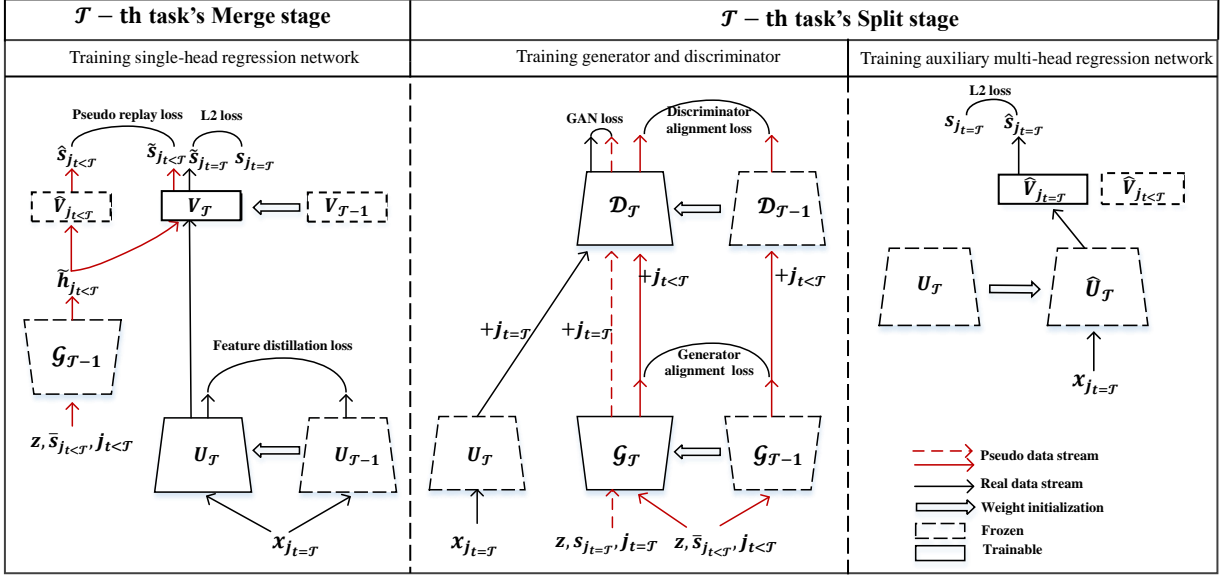 𝒯 − th task's Merge stage
𝒯 − th task's Split stage
Training single-head regression network
Training generator and discriminator
Training auxiliary multi-head regression network
Pseudo replay loss
L2 loss
ŝ_{j_{t<𝒯}}
s̃_{j_{t<𝒯}} s̃_{j_{t=𝒯}} s_{j_{t=𝒯}}
V̂_{j_{t<𝒯}}
V_𝒯
V_{𝒯−1}
h̃_{j_{t<𝒯}}
𝒢_{𝒯−1}
z, s̄_{j_{t<𝒯}}, j_{t<𝒯}
Feature distillation loss
U_𝒯
U_{𝒯−1}
x_{j_{t=𝒯}}
GAN loss
Discriminator
alignment loss
𝒟_𝒯
𝒟_{𝒯−1}
+j_{t<𝒯}
+j_{t<𝒯}
+j_{t=𝒯}
+j_{t=𝒯}
Generator
alignment loss
U_𝒯
𝒢_𝒯
𝒢_{𝒯−1}
x_{j_{t=𝒯}}
z, s_{j_{t=𝒯}}, j_{t=𝒯}
z, s̄_{j_{t<𝒯}}, j_{t<𝒯}
L2 loss
s_{j_{t=𝒯}}
ŝ_{j_{t=𝒯}}
V̂_{j_{t=𝒯}}
V̂_{j_{t<𝒯}}
U_𝒯
Û_𝒯
x_{j_{t=𝒯}}
Pseudo data stream
Real data stream
Weight initialization
Frozen
Trainable